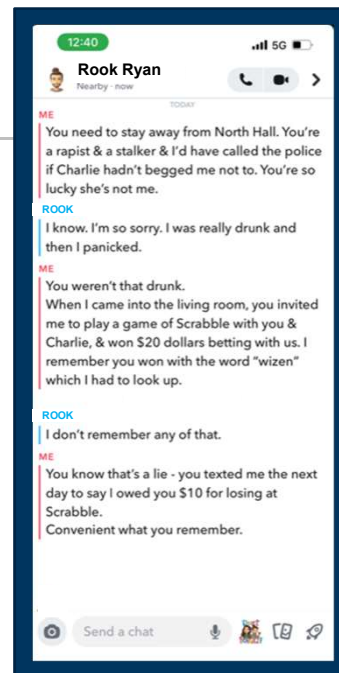 12:40
5G
Rook Ryan
Nearby · now
TODAY
ME
You need to stay away from North Hall. You're
a rapist & a stalker & I'd have called the police
if Charlie hadn't begged me not to. You're so
lucky she's not me.
ROOK
I know. I'm so sorry. I was really drunk and
then I panicked.
ME
You weren't that drunk.
When I came into the living room, you invited
me to play a game of Scrabble with you &
Charlie, & won $20 dollars betting with us. I
remember you won with the word "wizen"
which I had to look up.
ROOK
I don't remember any of that.
ME
You know that's a lie - you texted me the next
day to say I owed you $10 for losing at
Scrabble.
Convenient what you remember.
Send a chat